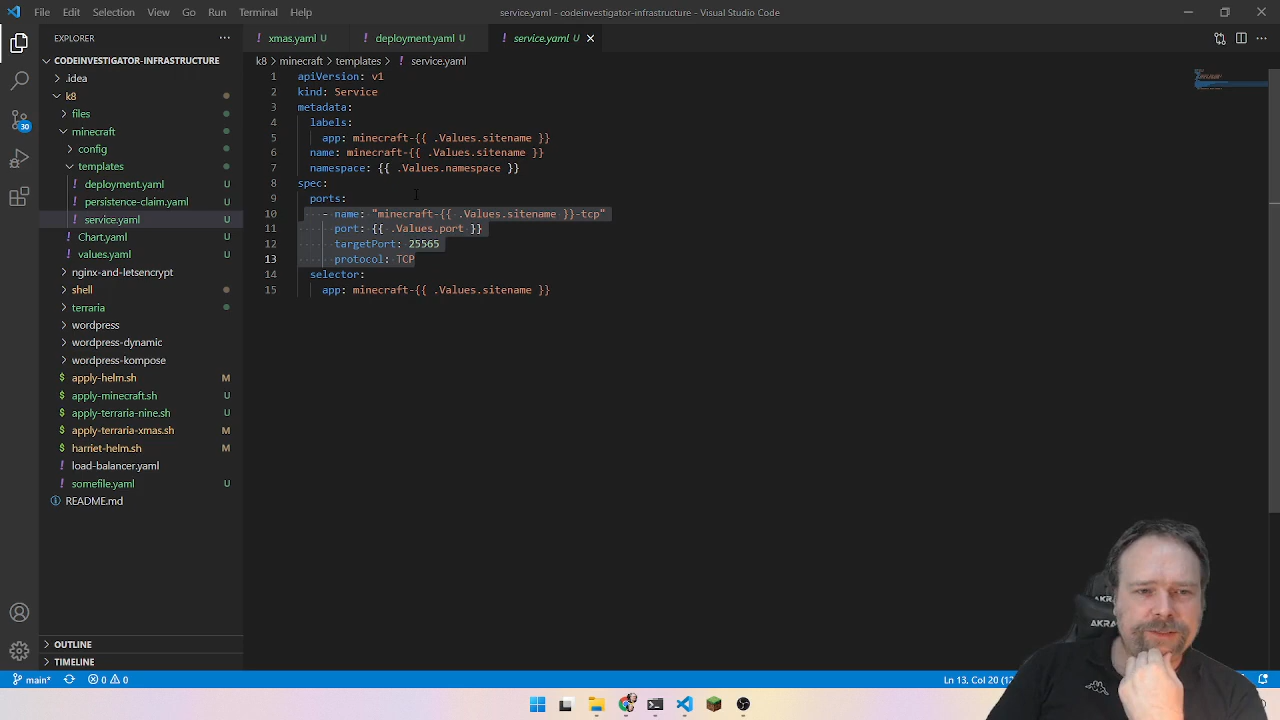 File Edit Selection View Go Run Terminal Help
service.yaml - codeinvestigator-infrastructure - Visual Studio Code
EXPLORER
xmas.yaml U
deployment.yaml U
service.yaml U
CODEINVESTIGATOR-INFRASTRUCTURE
k8 > minecraft > templates > ! service.yaml
.idea
k8
files
minecraft
config
templates
deployment.yaml U
persistence-claim.yaml U
service.yaml U
Chart.yaml U
values.yaml U
nginx-and-letsencrypt
shell
terraria
wordpress
wordpress-dynamic
wordpress-kompose
apply-helm.sh M
apply-minecraft.sh U
apply-terraria-nine.sh U
apply-terraria-xmas.sh M
harriet-helm.sh M
load-balancer.yaml
somefile.yaml U
README.md
OUTLINE
TIMELINE
30
1 apiVersion: v1
2 kind: Service
3 metadata:
4 labels:
5 app: minecraft-{{ .Values.sitename }}
6 name: minecraft-{{ .Values.sitename }}
7 namespace: {{ .Values.namespace }}
8 spec:
9 ports:
10 - name: "minecraft-{{ .Values.sitename }}-tcp"
11 port: {{ .Values.port }}
12 targetPort: 25565
13 protocol: TCP
14 selector:
15 app: minecraft-{{ .Values.sitename }}
AKRA
AKRA
main* 0 0
Ln 13, Col 20